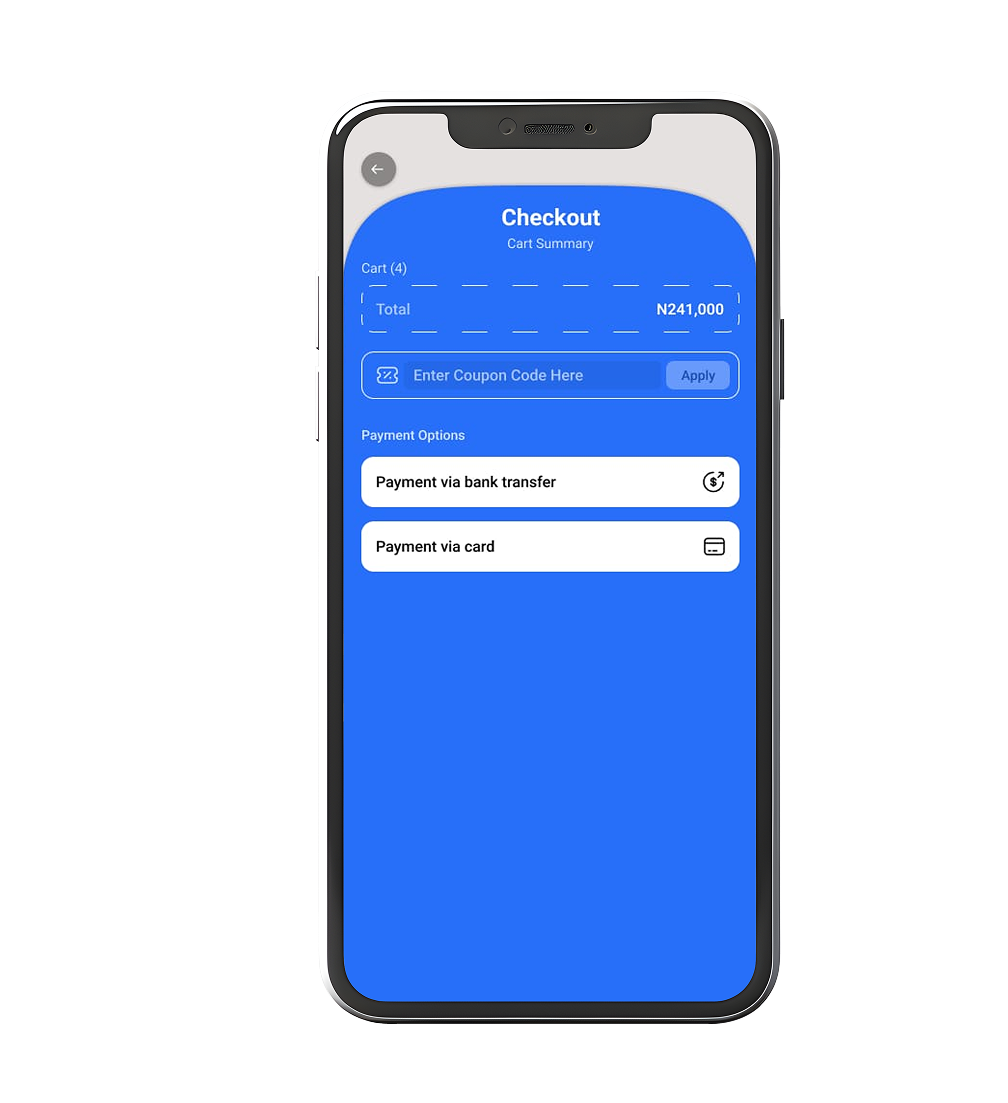 Checkout
Cart Summary
Cart (4)
Total N241,000
Enter Coupon Code Here Apply
Payment Options
Payment via bank transfer
Payment via card